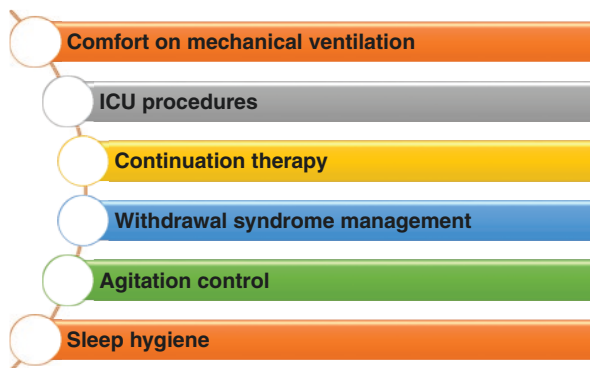 Comfort on mechanical ventilation
ICU procedures
Continuation therapy
Withdrawal syndrome management
Agitation control
Sleep hygiene